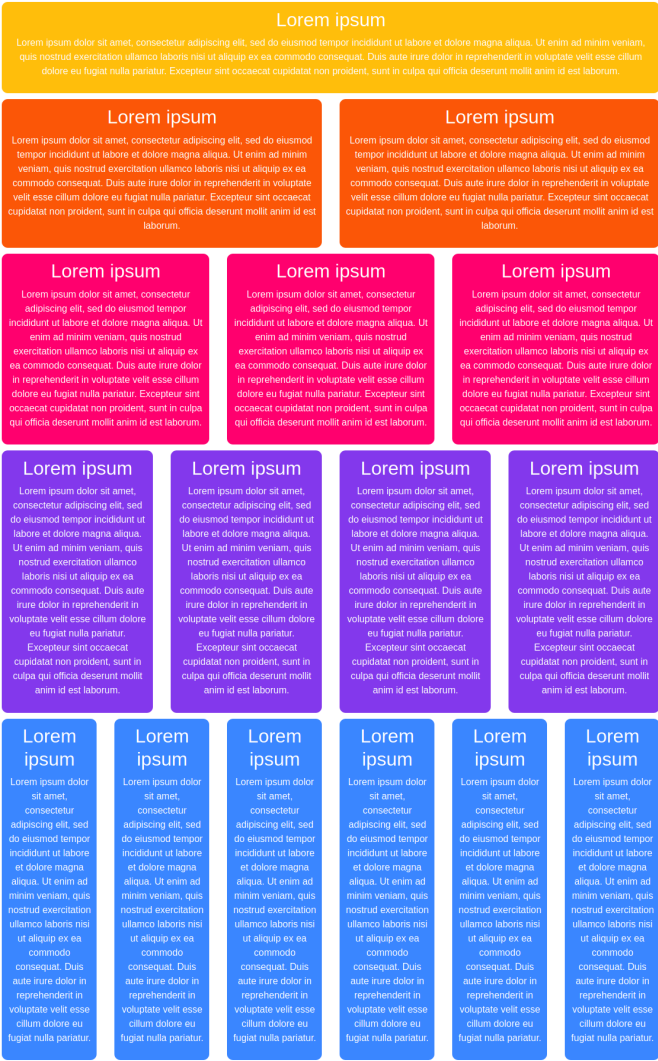 Lorem ipsum
Lorem ipsum dolor sit amet, consectetur adipiscing elit, sed do eiusmod tempor incididunt ut labore et dolore magna aliqua. Ut enim ad minim veniam,
quis nostrud exercitation ullamco laboris nisi ut aliquip ex ea commodo consequat. Duis aute irure dolor in reprehenderit in voluptate velit esse cillum
dolore eu fugiat nulla pariatur. Excepteur sint occaecat cupidatat non proident, sunt in culpa qui officia deserunt mollit anim id est laborum.
Lorem ipsum
Lorem ipsum dolor sit amet, consectetur adipiscing elit, sed do eiusmod
tempor incididunt ut labore et dolore magna aliqua. Ut enim ad minim
veniam, quis nostrud exercitation ullamco laboris nisi ut aliquip ex ea
commodo consequat. Duis aute irure dolor in reprehenderit in voluptate
velit esse cillum dolore eu fugiat nulla pariatur. Excepteur sint occaecat
cupidatat non proident, sunt in culpa qui officia deserunt mollit anim id est
laborum.
Lorem ipsum
Lorem ipsum dolor sit amet, consectetur adipiscing elit, sed do eiusmod
tempor incididunt ut labore et dolore magna aliqua. Ut enim ad minim
veniam, quis nostrud exercitation ullamco laboris nisi ut aliquip ex ea
commodo consequat. Duis aute irure dolor in reprehenderit in voluptate
velit esse cillum dolore eu fugiat nulla pariatur. Excepteur sint occaecat
cupidatat non proident, sunt in culpa qui officia deserunt mollit anim id est
laborum.
Lorem ipsum
Lorem ipsum dolor sit amet, consectetur
adipiscing elit, sed do eiusmod tempor
incididunt ut labore et dolore magna aliqua. Ut
enim ad minim veniam, quis nostrud
exercitation ullamco laboris nisi ut aliquip ex
ea commodo consequat. Duis aute irure dolor
in reprehenderit in voluptate velit esse cillum
dolore eu fugiat nulla pariatur. Excepteur sint
occaecat cupidatat non proident, sunt in culpa
qui officia deserunt mollit anim id est laborum.
Lorem ipsum
Lorem ipsum dolor sit amet, consectetur
adipiscing elit, sed do eiusmod tempor
incididunt ut labore et dolore magna aliqua. Ut
enim ad minim veniam, quis nostrud
exercitation ullamco laboris nisi ut aliquip ex
ea commodo consequat. Duis aute irure dolor
in reprehenderit in voluptate velit esse cillum
dolore eu fugiat nulla pariatur. Excepteur sint
occaecat cupidatat non proident, sunt in culpa
qui officia deserunt mollit anim id est laborum.
Lorem ipsum
Lorem ipsum dolor sit amet, consectetur
adipiscing elit, sed do eiusmod tempor
incididunt ut labore et dolore magna aliqua. Ut
enim ad minim veniam, quis nostrud
exercitation ullamco laboris nisi ut aliquip ex
ea commodo consequat. Duis aute irure dolor
in reprehenderit in voluptate velit esse cillum
dolore eu fugiat nulla pariatur. Excepteur sint
occaecat cupidatat non proident, sunt in culpa
qui officia deserunt mollit anim id est laborum.
Lorem ipsum
Lorem ipsum dolor sit amet,
consectetur adipiscing elit, sed
do eiusmod tempor incididunt ut
labore et dolore magna aliqua.
Ut enim ad minim veniam, quis
nostrud exercitation ullamco
laboris nisi ut aliquip ex ea
commodo consequat. Duis aute
irure dolor in reprehenderit in
voluptate velit esse cillum dolore
eu fugiat nulla pariatur.
Excepteur sint occaecat
cupidatat non proident, sunt in
culpa qui officia deserunt mollit
anim id est laborum.
Lorem ipsum
Lorem ipsum dolor sit amet,
consectetur adipiscing elit, sed
do eiusmod tempor incididunt ut
labore et dolore magna aliqua.
Ut enim ad minim veniam, quis
nostrud exercitation ullamco
laboris nisi ut aliquip ex ea
commodo consequat. Duis aute
irure dolor in reprehenderit in
voluptate velit esse cillum dolore
eu fugiat nulla pariatur.
Excepteur sint occaecat
cupidatat non proident, sunt in
culpa qui officia deserunt mollit
anim id est laborum.
Lorem ipsum
Lorem ipsum dolor sit amet,
consectetur adipiscing elit, sed
do eiusmod tempor incididunt ut
labore et dolore magna aliqua.
Ut enim ad minim veniam, quis
nostrud exercitation ullamco
laboris nisi ut aliquip ex ea
commodo consequat. Duis aute
irure dolor in reprehenderit in
voluptate velit esse cillum dolore
eu fugiat nulla pariatur.
Excepteur sint occaecat
cupidatat non proident, sunt in
culpa qui officia deserunt mollit
anim id est laborum.
Lorem ipsum
Lorem ipsum dolor sit amet,
consectetur adipiscing elit, sed
do eiusmod tempor incididunt ut
labore et dolore magna aliqua.
Ut enim ad minim veniam, quis
nostrud exercitation ullamco
laboris nisi ut aliquip ex ea
commodo consequat. Duis aute
irure dolor in reprehenderit in
voluptate velit esse cillum dolore
eu fugiat nulla pariatur.
Excepteur sint occaecat
cupidatat non proident, sunt in
culpa qui officia deserunt mollit
anim id est laborum.
Lorem
ipsum
Lorem ipsum dolor
sit amet,
consectetur
adipiscing elit, sed
do eiusmod tempor
incididunt ut labore
et dolore magna
aliqua. Ut enim ad
minim veniam, quis
nostrud exercitation
ullamco laboris nisi
ut aliquip ex ea
commodo
consequat. Duis
aute irure dolor in
reprehenderit in
voluptate velit esse
cillum dolore eu
fugiat nulla pariatur.
Lorem
ipsum
Lorem ipsum dolor
sit amet,
consectetur
adipiscing elit, sed
do eiusmod tempor
incididunt ut labore
et dolore magna
aliqua. Ut enim ad
minim veniam, quis
nostrud exercitation
ullamco laboris nisi
ut aliquip ex ea
commodo
consequat. Duis
aute irure dolor in
reprehenderit in
voluptate velit esse
cillum dolore eu
fugiat nulla pariatur.
Lorem
ipsum
Lorem ipsum dolor
sit amet,
consectetur
adipiscing elit, sed
do eiusmod tempor
incididunt ut labore
et dolore magna
aliqua. Ut enim ad
minim veniam, quis
nostrud exercitation
ullamco laboris nisi
ut aliquip ex ea
commodo
consequat. Duis
aute irure dolor in
reprehenderit in
voluptate velit esse
cillum dolore eu
fugiat nulla pariatur.
Lorem
ipsum
Lorem ipsum dolor
sit amet,
consectetur
adipiscing elit, sed
do eiusmod tempor
incididunt ut labore
et dolore magna
aliqua. Ut enim ad
minim veniam, quis
nostrud exercitation
ullamco laboris nisi
ut aliquip ex ea
commodo
consequat. Duis
aute irure dolor in
reprehenderit in
voluptate velit esse
cillum dolore eu
fugiat nulla pariatur.
Lorem
ipsum
Lorem ipsum dolor
sit amet,
consectetur
adipiscing elit, sed
do eiusmod tempor
incididunt ut labore
et dolore magna
aliqua. Ut enim ad
minim veniam, quis
nostrud exercitation
ullamco laboris nisi
ut aliquip ex ea
commodo
consequat. Duis
aute irure dolor in
reprehenderit in
voluptate velit esse
cillum dolore eu
fugiat nulla pariatur.
Lorem
ipsum
Lorem ipsum dolor
sit amet,
consectetur
adipiscing elit, sed
do eiusmod tempor
incididunt ut labore
et dolore magna
aliqua. Ut enim ad
minim veniam, quis
nostrud exercitation
ullamco laboris nisi
ut aliquip ex ea
commodo
consequat. Duis
aute irure dolor in
reprehenderit in
voluptate velit esse
cillum dolore eu
fugiat nulla pariatur.